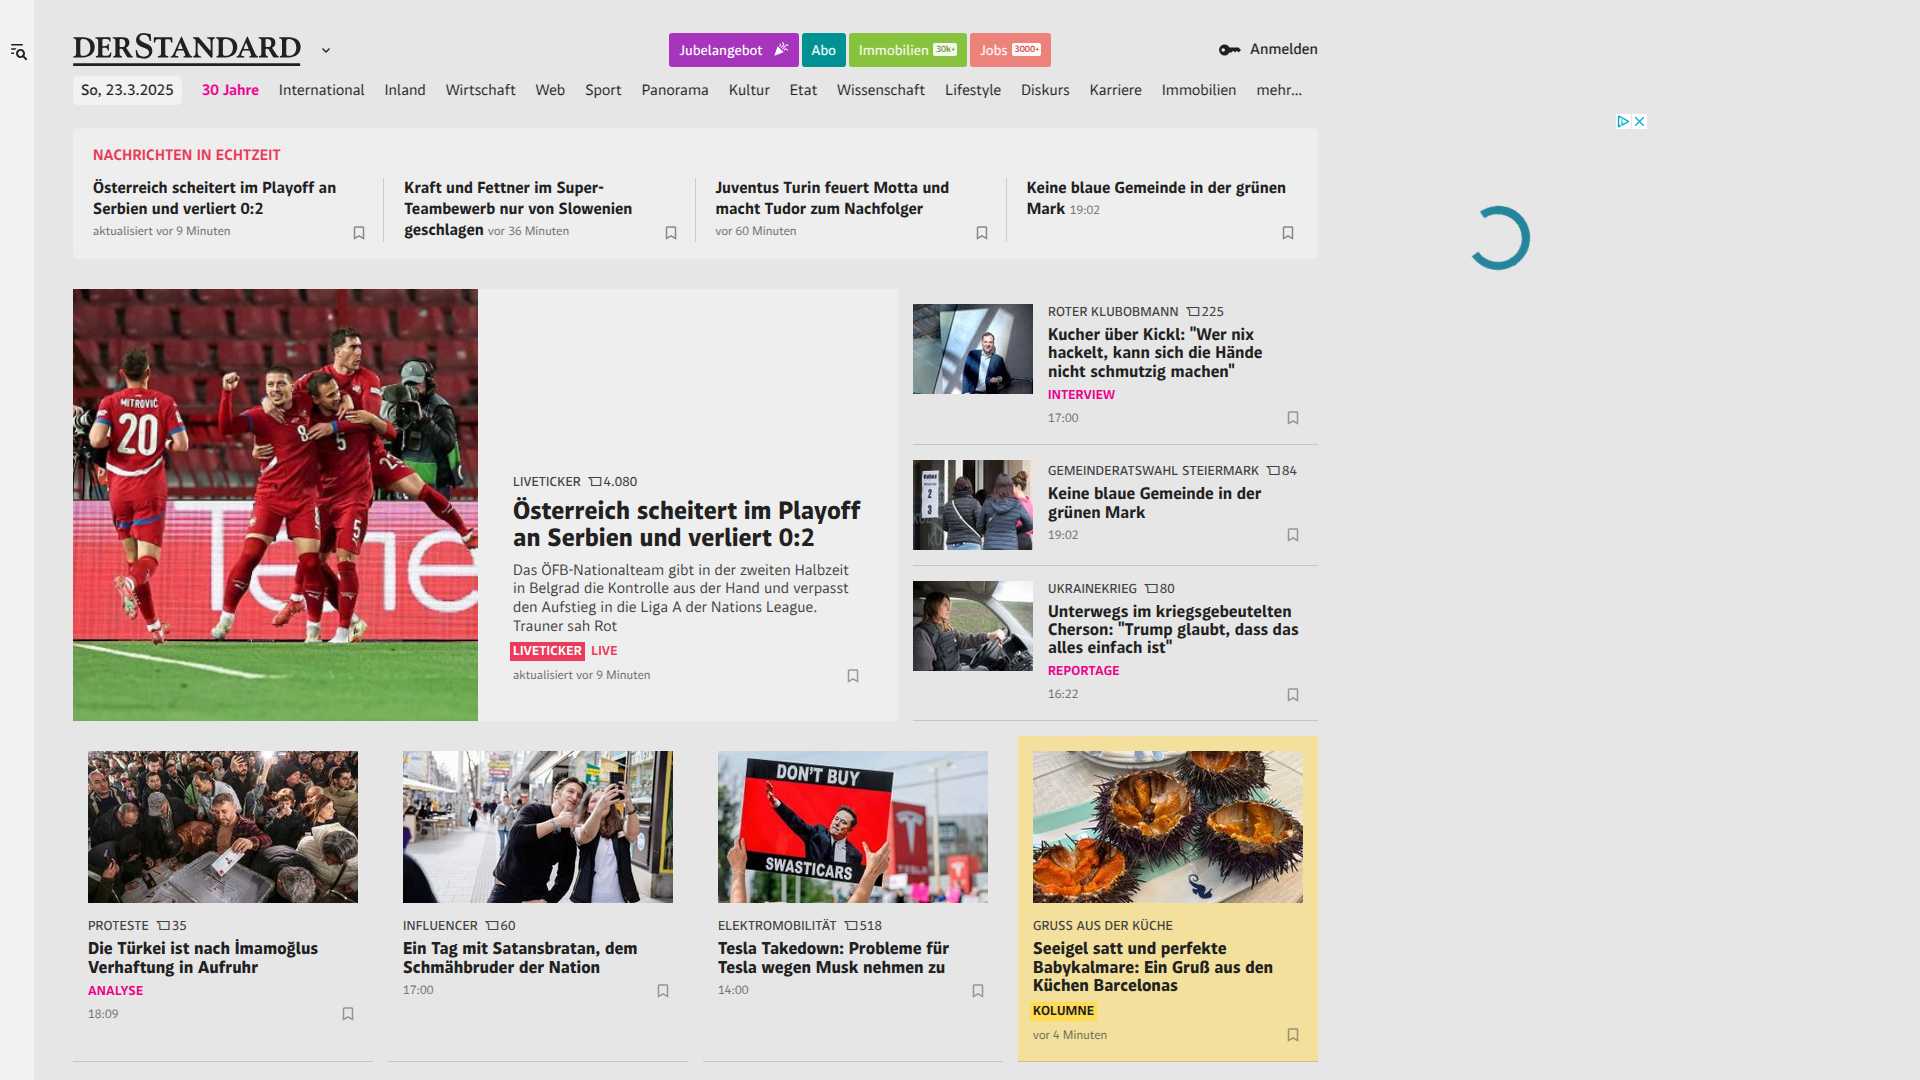 DERSTANDARD
Jubelangebot
Abo
Immobilien 30k+
Jobs 3000+
Anmelden
So, 23.3.2025 30 Jahre International Inland Wirtschaft Web Sport Panorama Kultur Etat Wissenschaft Lifestyle Diskurs Karriere Immobilien mehr...
NACHRICHTEN IN ECHTZEIT
Österreich scheitert im Playoff an
Serbien und verliert 0:2
aktualisiert vor 9 Minuten
Kraft und Fettner im Super-
Teambewerb nur von Slowenien
geschlagen vor 36 Minuten
Juventus Turin feuert Motta und
macht Tudor zum Nachfolger
vor 60 Minuten
Keine blaue Gemeinde in der grünen
Mark 19:02
MITROVIĆ
20
8
5
5
LIVETICKER 4.080
Österreich scheitert im Playoff
an Serbien und verliert 0:2
Das ÖFB-Nationalteam gibt in der zweiten Halbzeit
in Belgrad die Kontrolle aus der Hand und verpasst
den Aufstieg in die Liga A der Nations League.
Trauner sah Rot
LIVETICKER LIVE
aktualisiert vor 9 Minuten
ROTER KLUBOBMANN 225
Kucher über Kickl: "Wer nix
hackelt, kann sich die Hände
nicht schmutzig machen"
INTERVIEW
17:00
2
3
GEMEINDERATSWAHL STEIERMARK 84
Keine blaue Gemeinde in der
grünen Mark
19:02
UKRAINEKRIEG 80
Unterwegs im kriegsgebeutelten
Cherson: "Trump glaubt, dass das
alles einfach ist"
REPORTAGE
16:22
PROTESTE 35
Die Türkei ist nach İmamoğlus
Verhaftung in Aufruhr
ANALYSE
18:09
INFLUENCER 60
Ein Tag mit Satansbratan, dem
Schmähbruder der Nation
17:00
DON'T BUY
SWASTICARS
TESLA
ELEKTROMOBILITÄT 518
Tesla Takedown: Probleme für
Tesla wegen Musk nehmen zu
14:00
GRUSS AUS DER KÜCHE
Seeigel satt und perfekte
Babykalmare: Ein Gruß aus den
Küchen Barcelonas
KOLUMNE
vor 4 Minuten